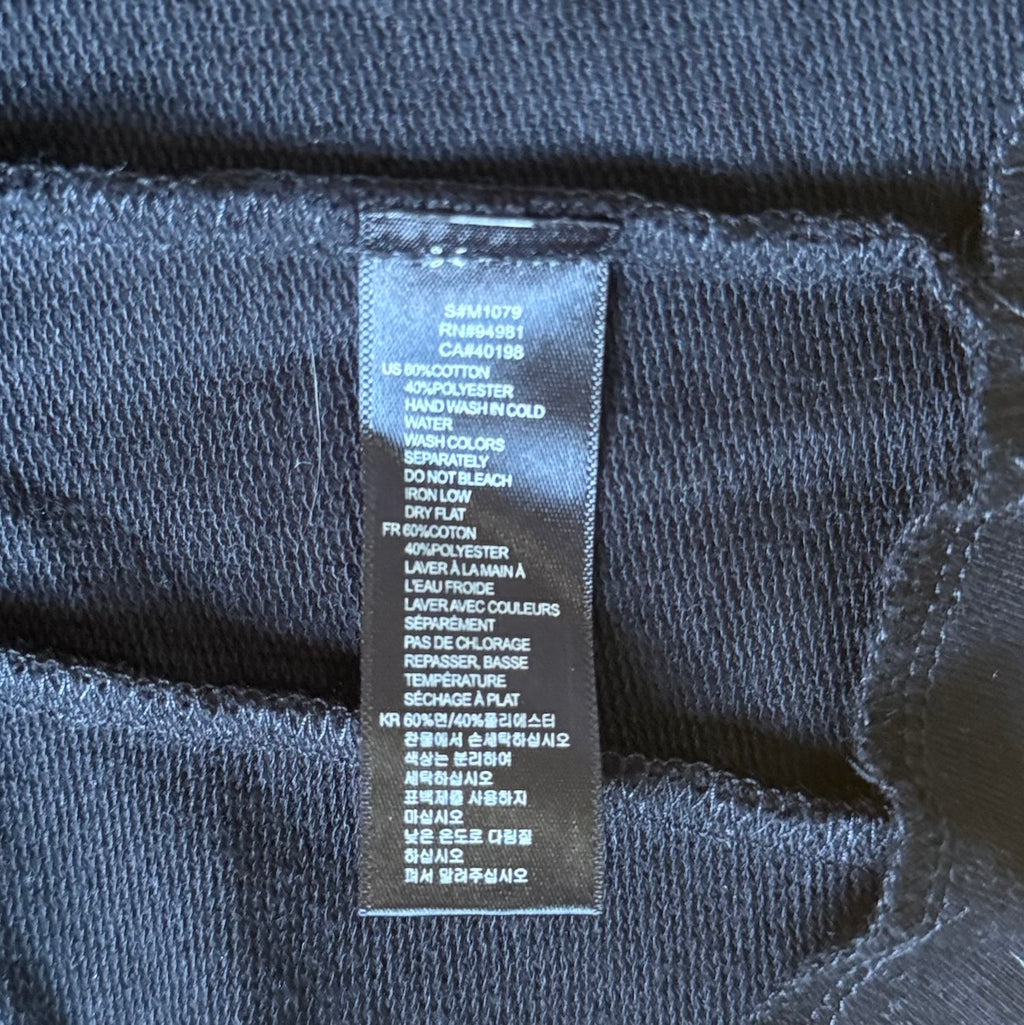 S#M1079
RN#94981
CA#40198
US 60%COTTON
40%POLYESTER
HAND WASH IN COLD
WATER
WASH COLORS
SEPARATELY
DO NOT BLEACH
IRON LOW
DRY FLAT
FR 60%COTON
40%POLYESTER
LAVER À LA MAIN À
L'EAU FROIDE
LAVER AVEC COULEURS
SÉPARÉMENT
PAS DE CHLORAGE
REPASSER, BASSE
TEMPÉRATURE
SÉCHAGE À PLAT
KR 60%면/40%폴리에스터
찬물에서 손세탁하십시오
색상는 분리하여
세탁하십시오
표백제를 사용하지
마십시오
낮은 온도로 다림질
하십시오
펴서 말려주십시오